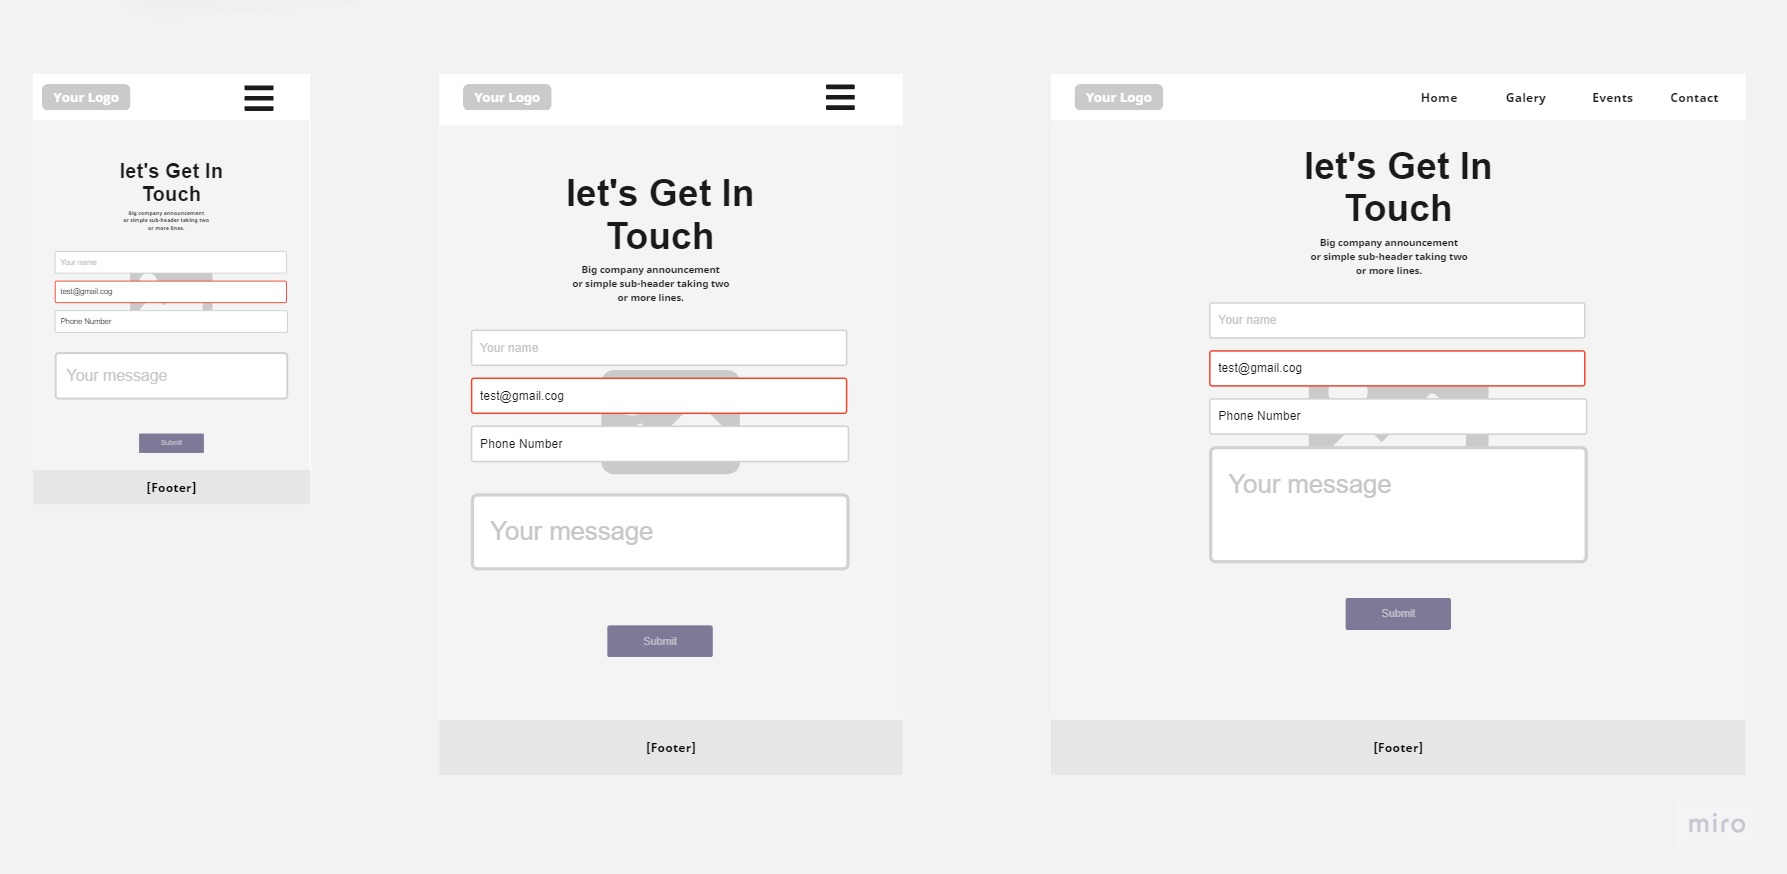 Your Logo
let's Get In
Touch
Big company announcement
or simple sub-header taking two
or more lines.
Your name
test@gmail.cog
Phone Number
Your message
Submit
[Footer]
Your Logo
let's Get In
Touch
Big company announcement
or simple sub-header taking two
or more lines.
Your name
test@gmail.cog
Phone Number
Your message
Submit
[Footer]
Your Logo
Home Galery Events Contact
let's Get In
Touch
Big company announcement
or simple sub-header taking two
or more lines.
Your name
test@gmail.cog
Phone Number
Your message
Submit
[Footer]
miro